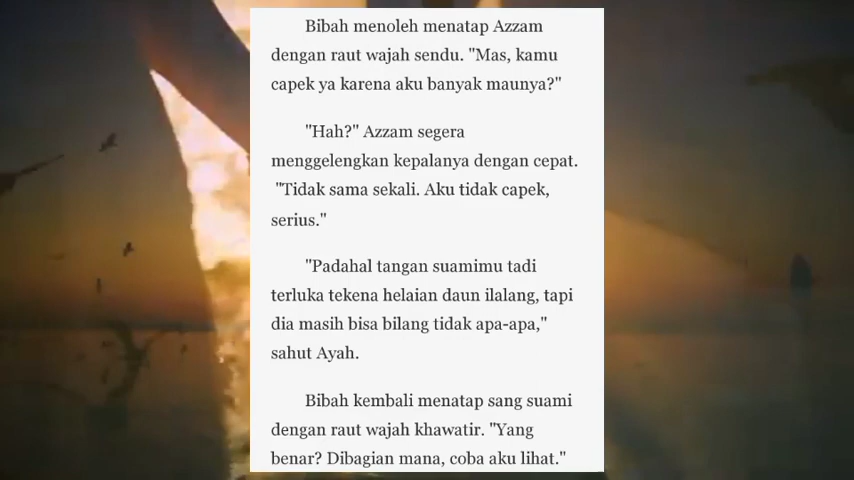 Bibah menoleh menatap Azzam
dengan raut wajah sendu. "Mas, kamu
capek ya karena aku banyak maunya?"
"Hah?" Azzam segera
menggelengkan kepalanya dengan cepat.
"Tidak sama sekali. Aku tidak capek,
serius."
"Padahal tangan suamimu tadi
terluka tekena helaian daun ilalang, tapi
dia masih bisa bilang tidak apa-apa,"
sahut Ayah.
Bibah kembali menatap sang suami
dengan raut wajah khawatir. "Yang
benar? Dibagian mana, coba aku lihat."